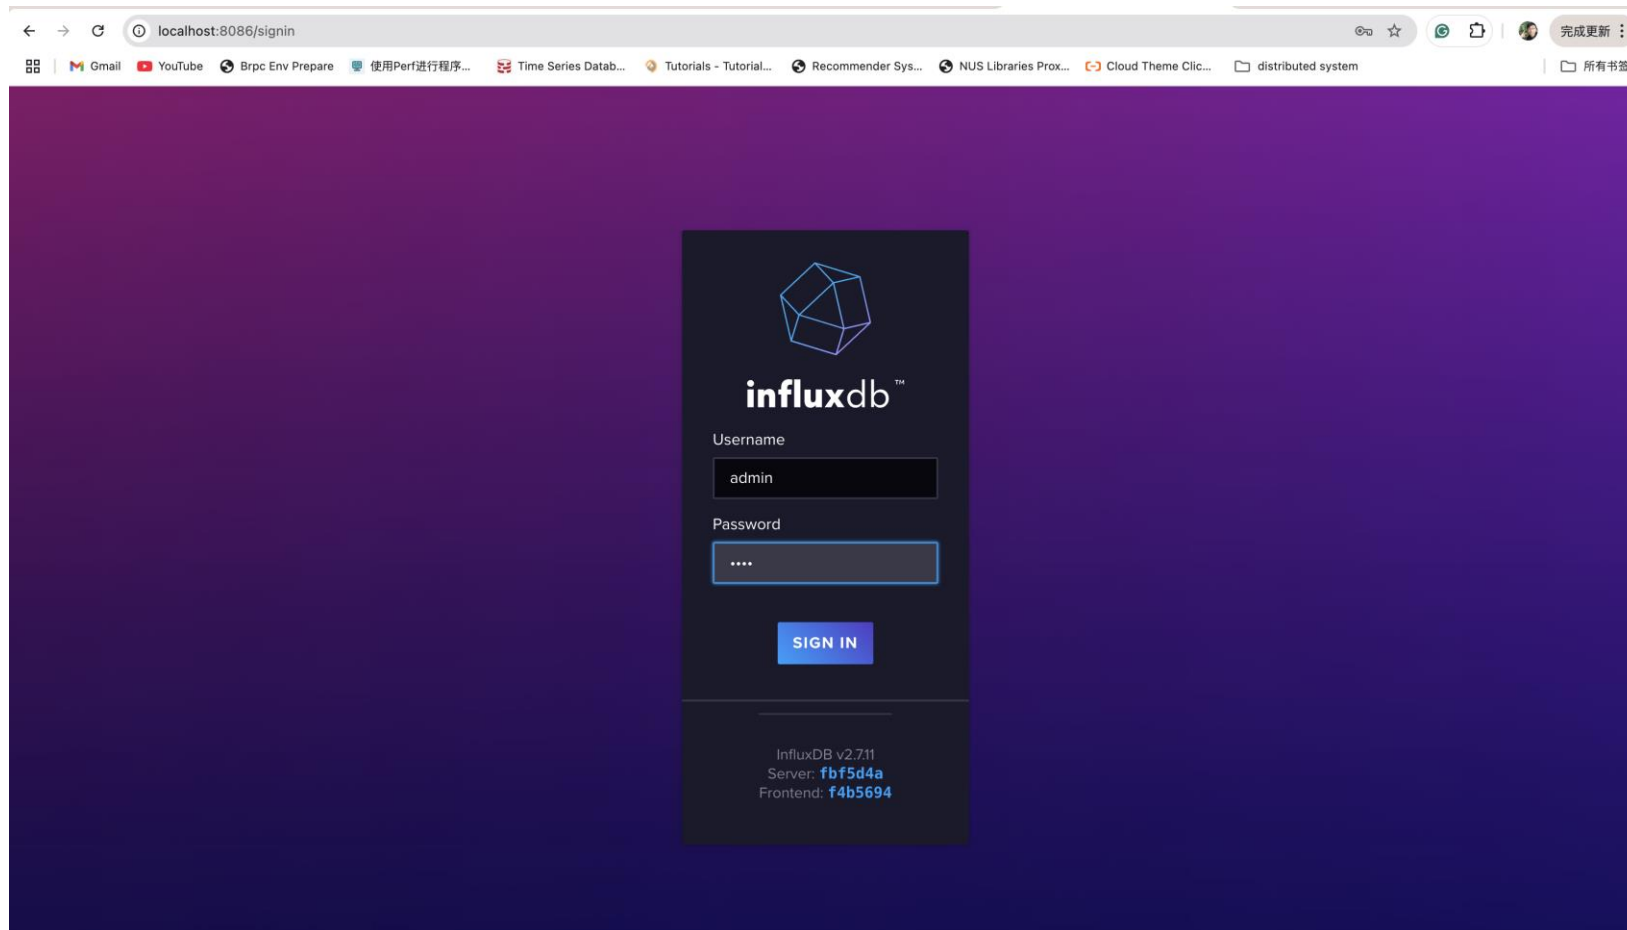 localhost:8086/signin
完成更新
Gmail YouTube Brpc Env Prepare 使用Perf进行程序... Time Series Datab... Tutorials - Tutorial... Recommender Sys... NUS Libraries Prox... Cloud Theme Clic... distributed system 所有书签
influxdb™
Username
admin
Password
••••
SIGN IN
InfluxDB v2.7.11
Server: fbf5d4a
Frontend: f4b5694